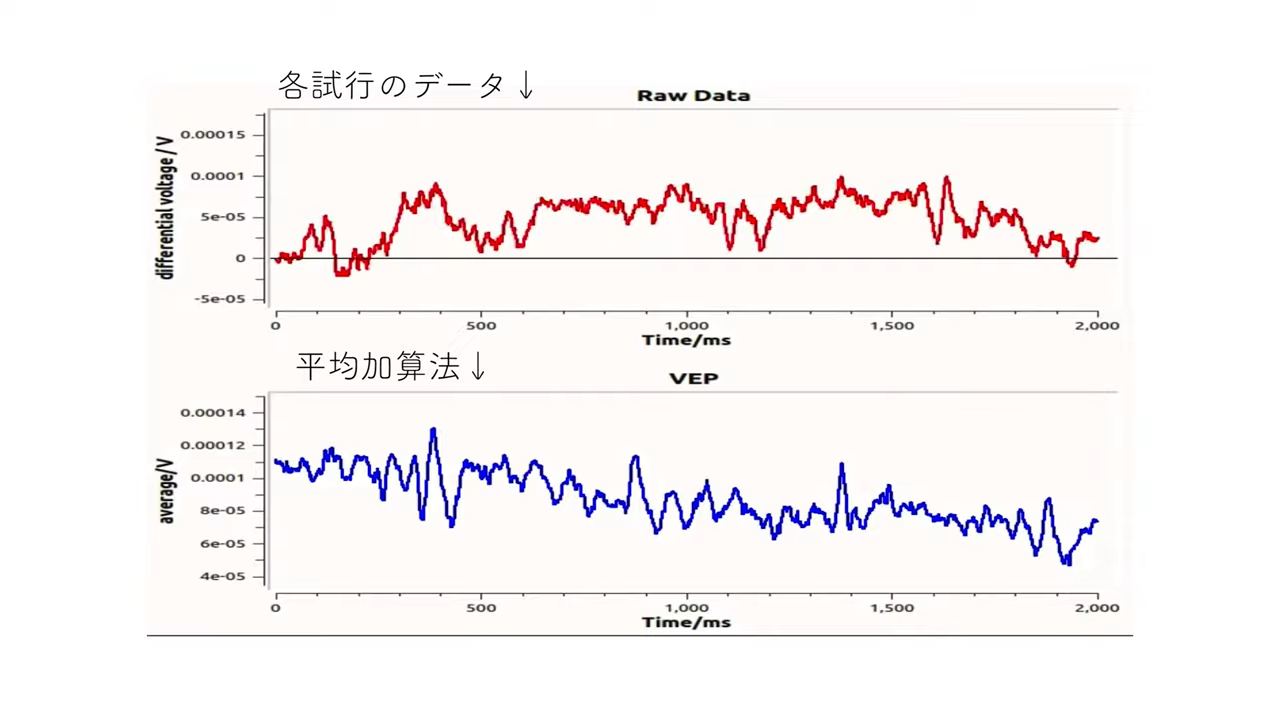 各試行のデータ↓
Raw Data
differential voltage / V
0.00015
0.0001
5e-05
0
-5e-05
0 500 1,000 1,500 2,000
Time/ms
平均加算法↓
VEP
average/V
0.00014
0.00012
0.0001
8e-05
6e-05
4e-05
0 500 1,000 1,500 2,000
Time/ms